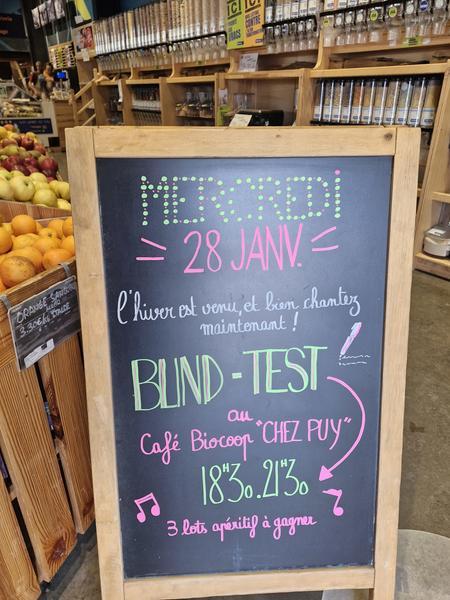 MERCREDI
28 JANV.
l'hiver est venu, et bien chantez
maintenant !
BLIND-TEST
au
Café Biocoop "CHEZ PUY"
18H30.21H30
3 lots apéritif à gagner
ORANGE